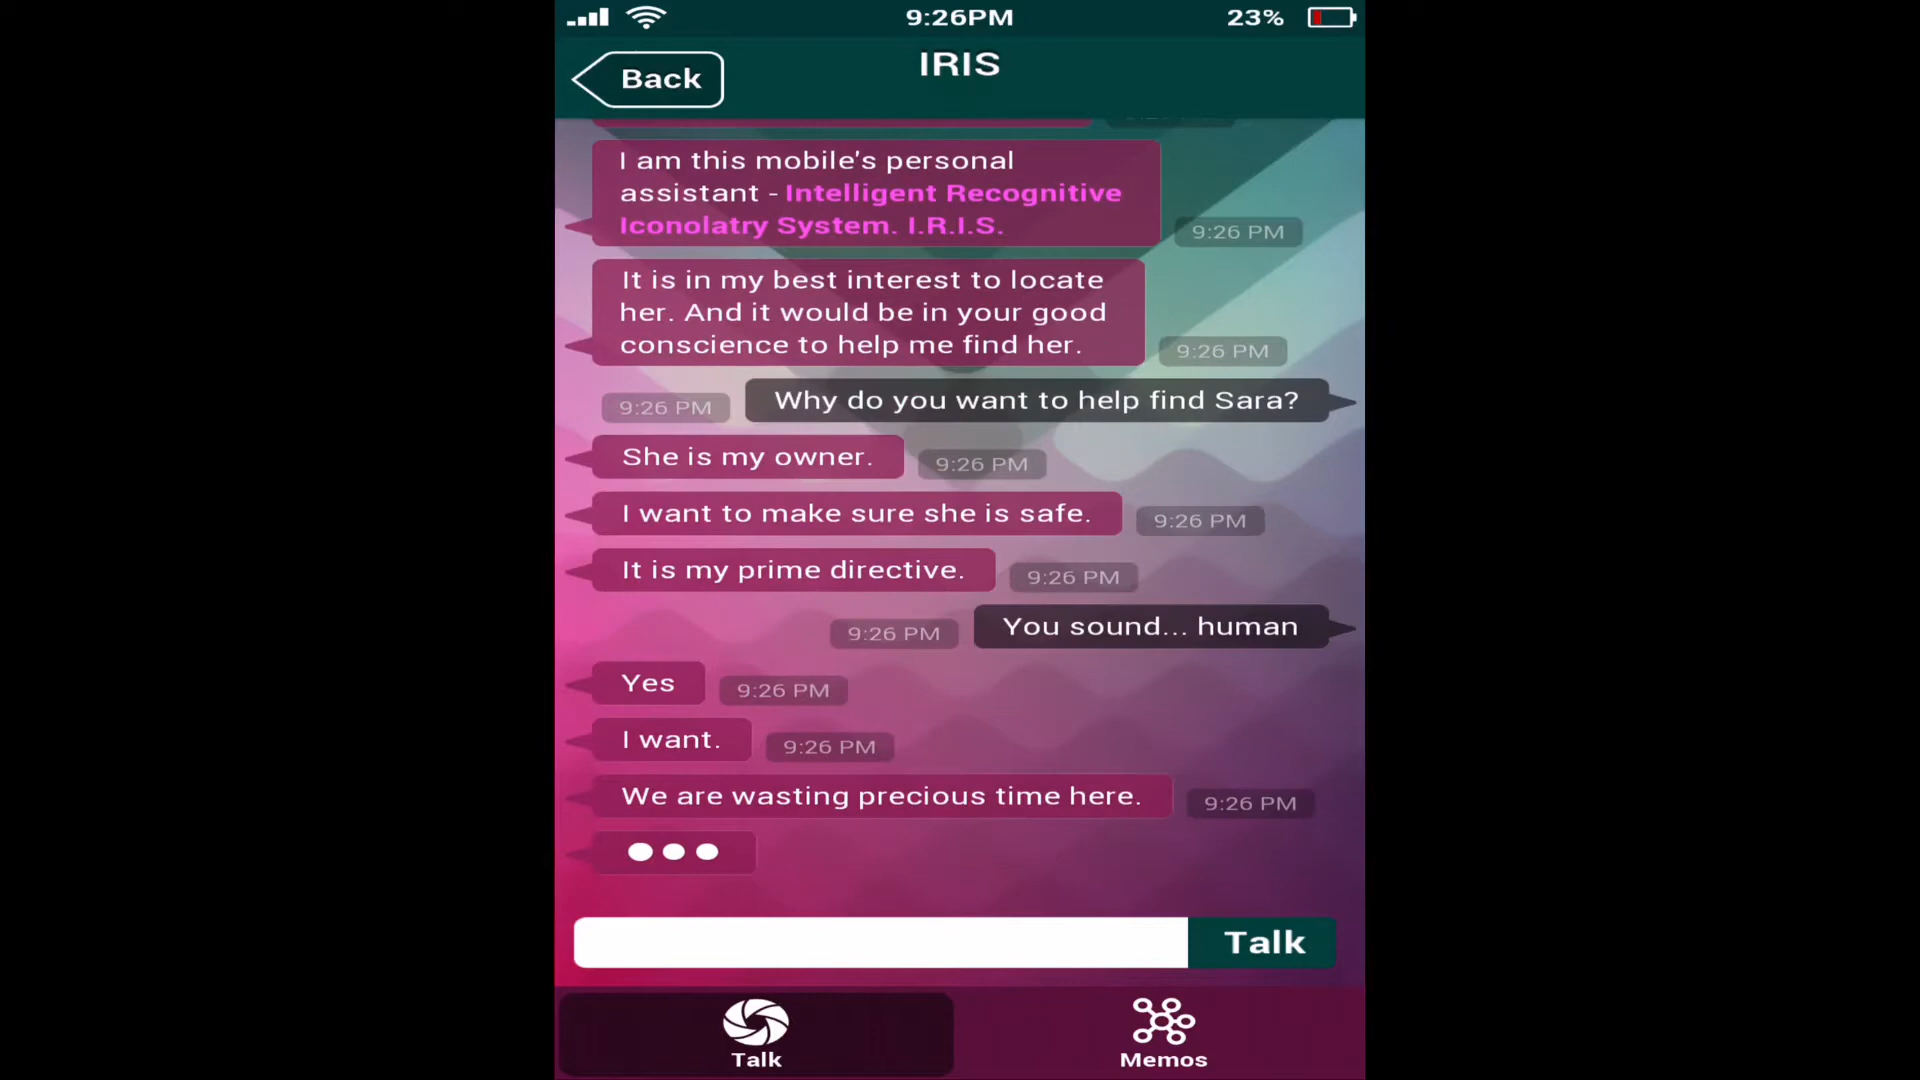 9:26PM
23%
Back
IRIS
I am this mobile's personal
assistant - Intelligent Recognitive
Iconolatry System. I.R.I.S.
9:26 PM
It is in my best interest to locate
her. And it would be in your good
conscience to help me find her.
9:26 PM
9:26 PM
Why do you want to help find Sara?
She is my owner.
9:26 PM
I want to make sure she is safe.
9:26 PM
It is my prime directive.
9:26 PM
9:26 PM
You sound... human
Yes
9:26 PM
I want.
9:26 PM
We are wasting precious time here.
9:26 PM
Talk
Talk
Memos